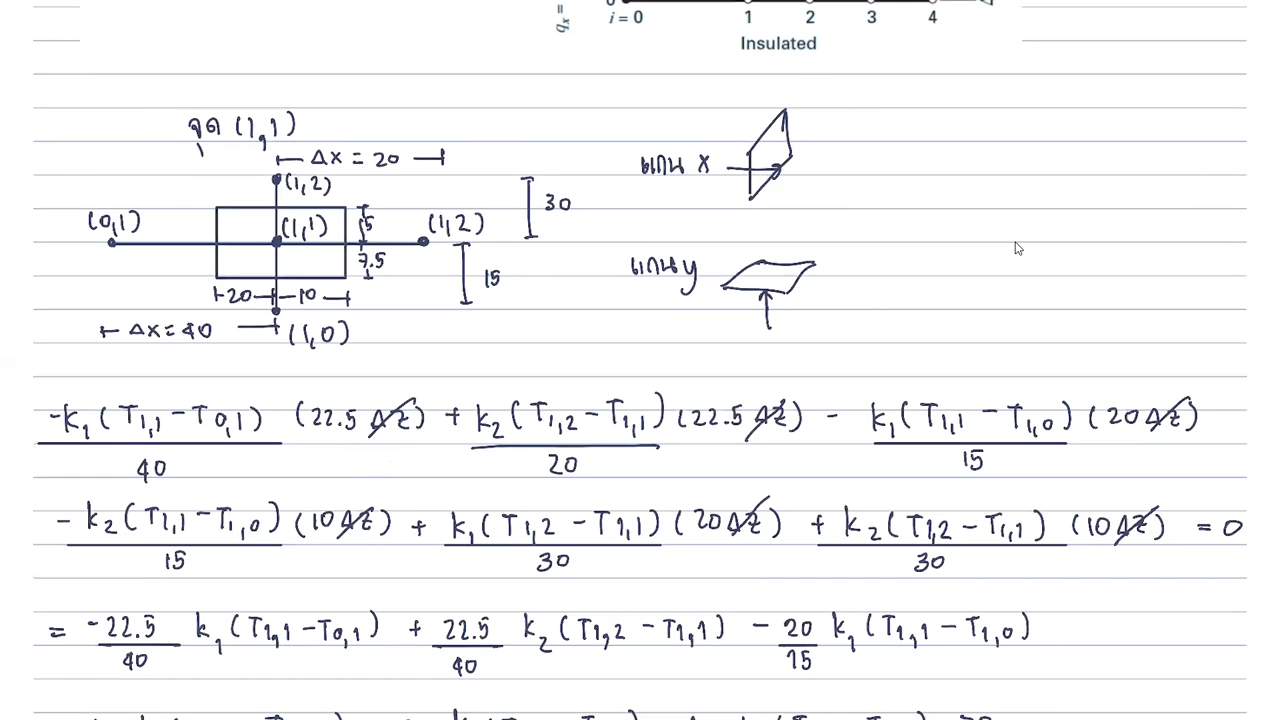 qₓ =
i = 0 1 2 3 4
Insulated
จุด (1,1)
Δx = 20
(1,2)
30
(0,1) (1,1) 15 (1,2)
7.5
15
20 10
Δx = 40 (1,0)
แกน x
แกน y
-k₁(T₁,₁ - T₀,₁)/40 (22.5 Δz) + k₂(T₁,₂ - T₁,₁)/20 (22.5 Δz) - k₁(T₁,₁ - T₁,₀)/15 (20 Δz)
- k₂(T₁,₁ - T₁,₀)/15 (10 Δz) + k₁(T₁,₂ - T₁,₁)/30 (20 Δz) + k₂(T₁,₂ - T₁,₁)/30 (10 Δz) = 0
= -22.5/40 k₁(T₁,₁ - T₀,₁) + 22.5/40 k₂(T₁,₂ - T₁,₁) - 20/15 k₁(T₁,₁ - T₁,₀)